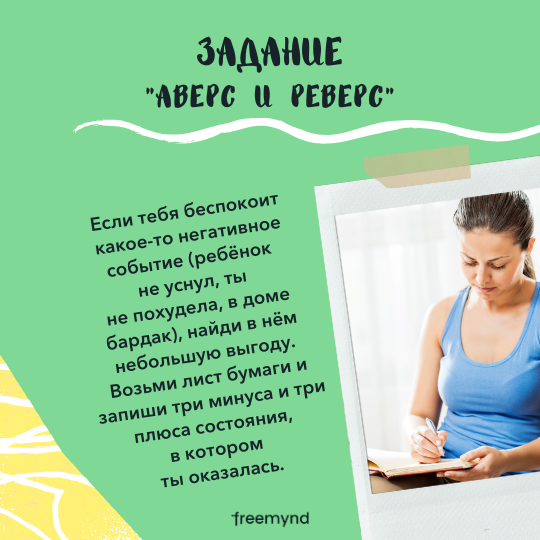 ЗАДАНИЕ
"АВЕРС И РЕВЕРС"
Если тебя беспокоит
какое-то негативное
событие (ребёнок
не уснул, ты
не похудела, в доме
бардак), найди в нём
небольшую выгоду.
Возьми лист бумаги и
запиши три минуса и три
плюса состояния,
в котором
ты оказалась.
freemynd